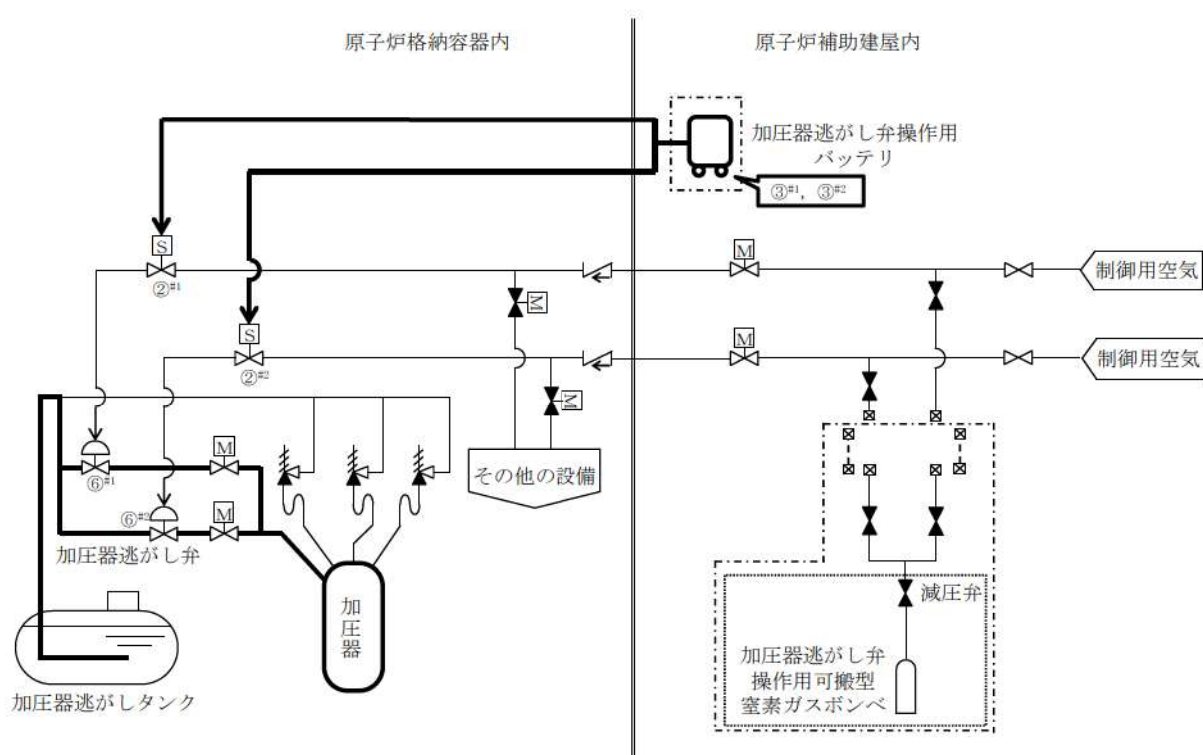 原子炉格納容器内
原子炉補助建屋内
加圧器逃がし弁操作用
バッテリ
③#1, ③#2
S
②#1
M
制御用空気
M
S
②#2
M
制御用空気
M
その他の設備
M
⑥#1
M
⑥#2
加圧器逃がし弁
加圧器
減圧弁
加圧器逃がし弁
操作用可搬型
窒素ガスボンベ
加圧器逃がしタンク